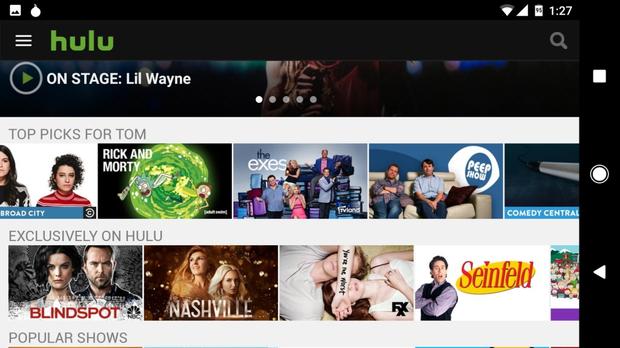 95 1:27
hulu
ON STAGE: Lil Wayne
TOP PICKS FOR TOM
BROAD CITY
RICK AND
MORTY
[adult swim]
the
exes
tvland
PEEP
SHOW
COMEDY CENTRAL
EXCLUSIVELY ON HULU
BLINDSPOT NBC
NASHVILLE
you're the worst
FXX
Seinfeld
POPULAR SHOWS